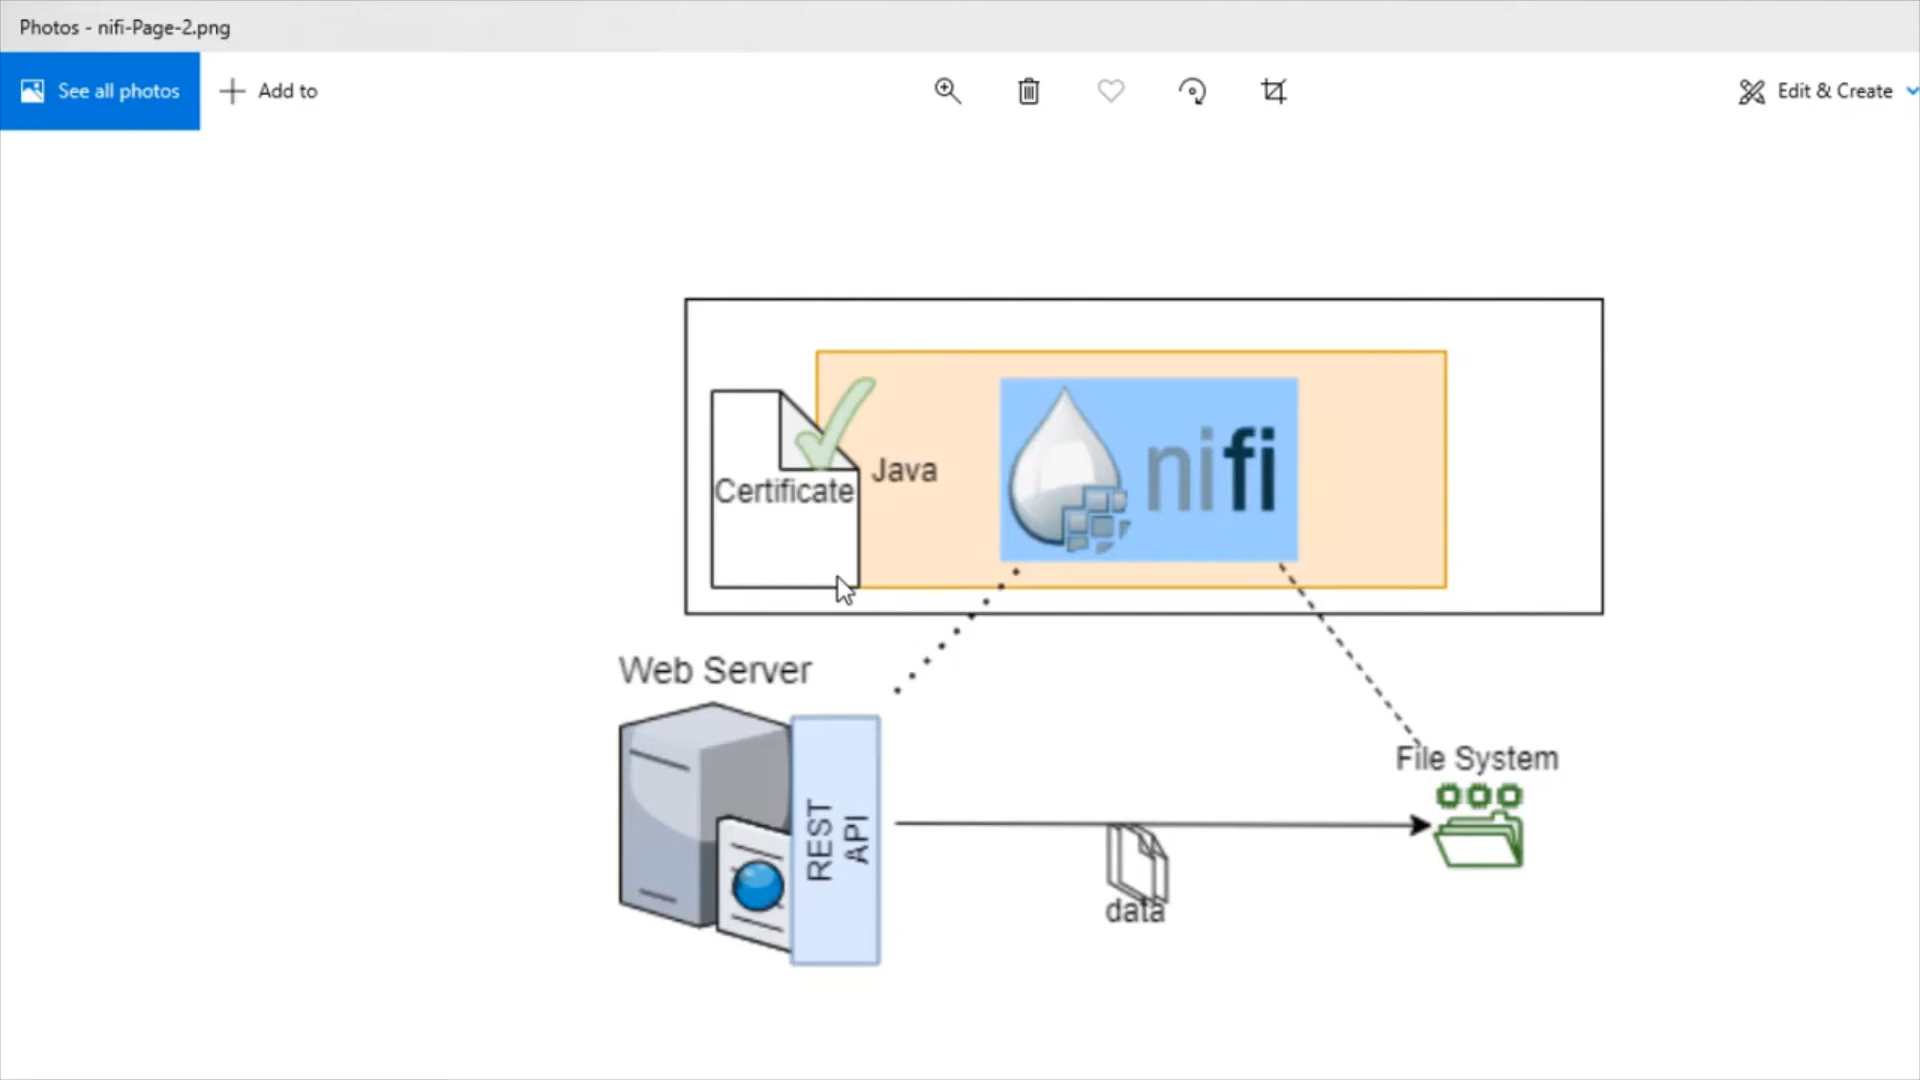 Photos - nifi-Page-2.png
See all photos
Add to
Edit & Create
nifi
Java
Certificate
Web Server
REST
API
File System
data